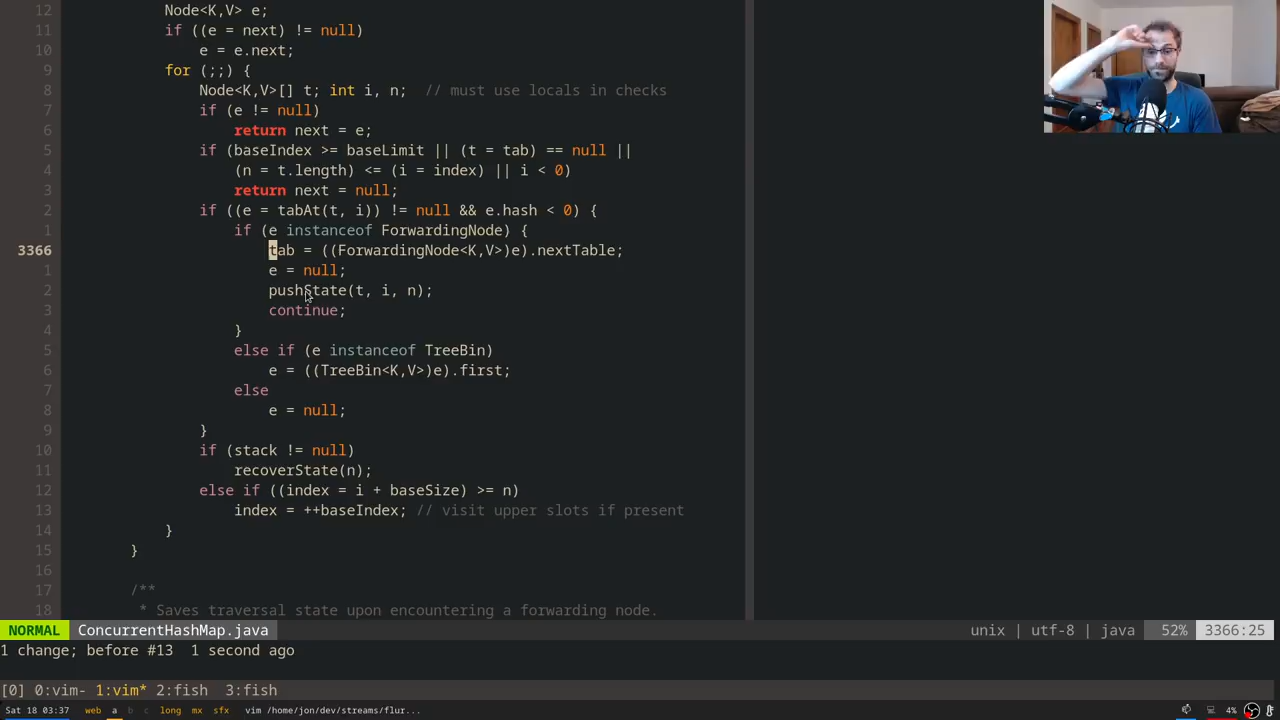 12 Node<K,V> e;
11 if ((e = next) != null)
10 e = e.next;
9 for (;;) {
8 Node<K,V>[] t; int i, n;  // must use locals in checks
7 if (e != null)
6 return next = e;
5 if (baseIndex >= baseLimit || (t = tab) == null ||
4 (n = t.length) <= (i = index) || i < 0)
3 return next = null;
2 if ((e = tabAt(t, i)) != null && e.hash < 0) {
1 if (e instanceof ForwardingNode) {
3366 tab = ((ForwardingNode<K,V>)e).nextTable;
1 e = null;
2 pushState(t, i, n);
3 continue;
4 }
5 else if (e instanceof TreeBin)
6 e = ((TreeBin<K,V>)e).first;
7 else
8 e = null;
9 }
10 if (stack != null)
11 recoverState(n);
12 else if ((index = i + baseSize) >= n)
13 index = ++baseIndex; // visit upper slots if present
14 }
15 }
16
17 /**
18 * Saves traversal state upon encountering a forwarding node.
NORMAL ConcurrentHashMap.java unix | utf-8 | java 52% 3366:25
1 change; before #13  1 second ago
[0] 0:vim- 1:vim* 2:fish  3:fish
Sat 18 03:37 web a b c long mx sfx vim /home/jon/dev/streams/flur... 4%